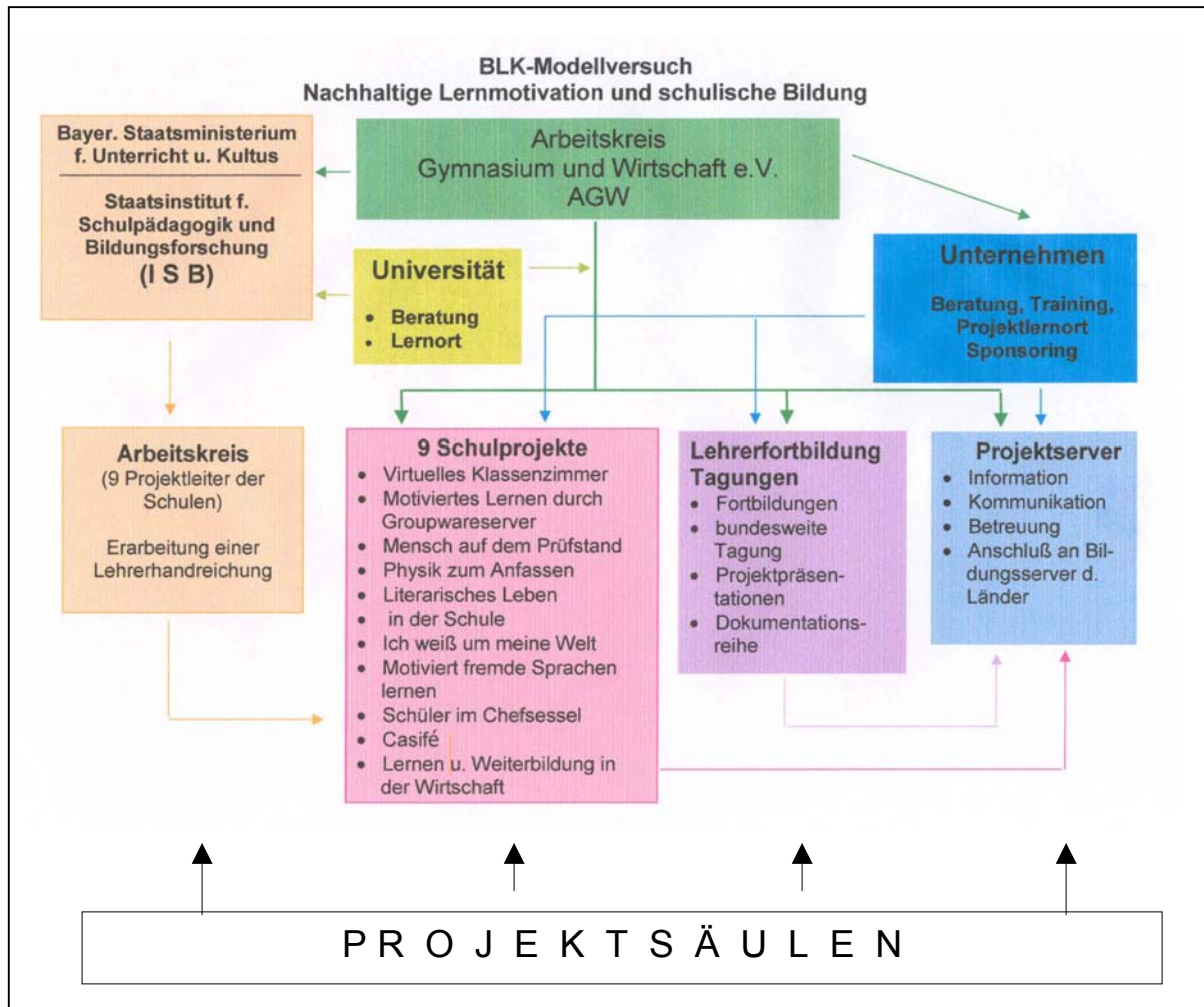 BLK-Modellversuch
Nachhaltige Lernmotivation und schulische Bildung
Bayer. Staatsministerium
f. Unterricht u. Kultus
Staatsinstitut f.
Schulpädagogik und
Bildungsforschung
(I S B)
Arbeitskreis
Gymnasium und Wirtschaft e.V.
AGW
Universität
• Beratung
• Lernort
Unternehmen
Beratung, Training,
Projektlernort
Sponsoring
Arbeitskreis
(9 Projektleiter der
Schulen)
Erarbeitung einer
Lehrerhandreichung
9 Schulprojekte
• Virtuelles Klassenzimmer
• Motiviertes Lernen durch
Groupwareserver
• Mensch auf dem Prüfstand
• Physik zum Anfassen
• Literarisches Leben
• in der Schule
• Ich weiß um meine Welt
• Motiviert fremde Sprachen
lernen
• Schüler im Chefsessel
• Casifé
• Lernen u. Weiterbildung in
der Wirtschaft
Lehrerfortbildung
Tagungen
• Fortbildungen
• bundesweite
Tagung
• Projektpräsen-
tationen
• Dokumentations-
reihe
Projektserver
• Information
• Kommunikation
• Betreuung
• Anschluß an Bil-
dungsserver d.
Länder
P R O J E K T S Ä U L E N